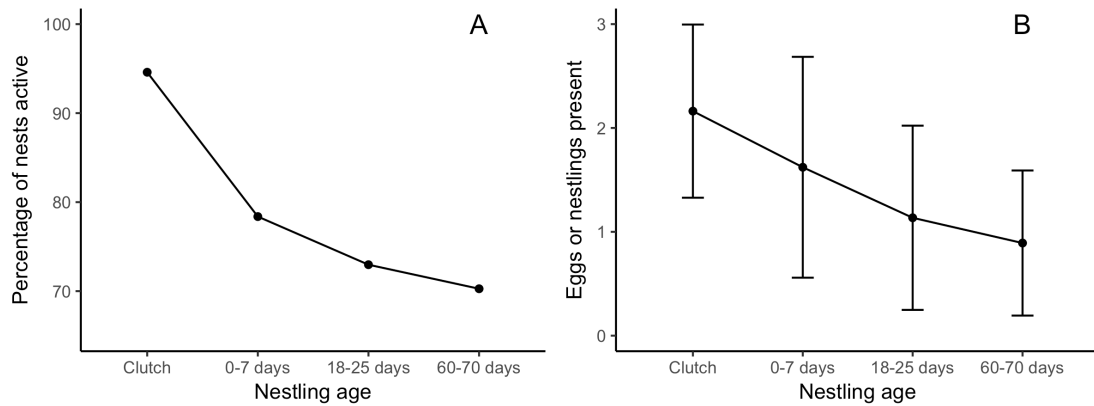 A
Percentage of nests active
100
90
80
70
Clutch 0-7 days 18-25 days 60-70 days
Nestling age
B
Eggs or nestlings present
3
2
1
0
Clutch 0-7 days 18-25 days 60-70 days
Nestling age